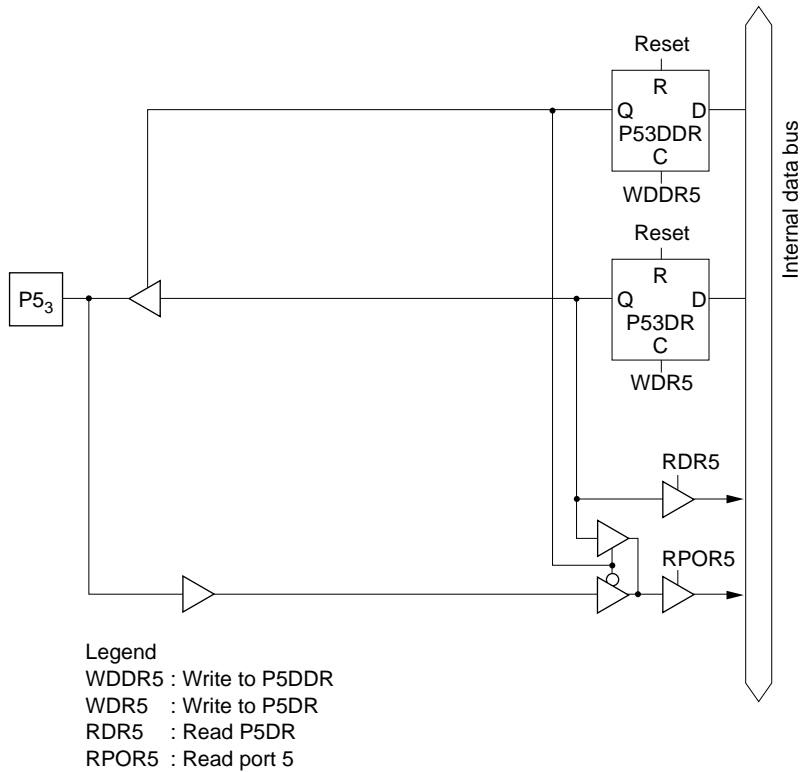 Reset
R
Q D
P53DDR
C
WDDR5
Reset
R
P5₃
Q D
P53DR
C
WDR5
Internal data bus
RDR5
RPOR5
Legend
WDDR5 : Write to P5DDR
WDR5 : Write to P5DR
RDR5 : Read P5DR
RPOR5 : Read port 5